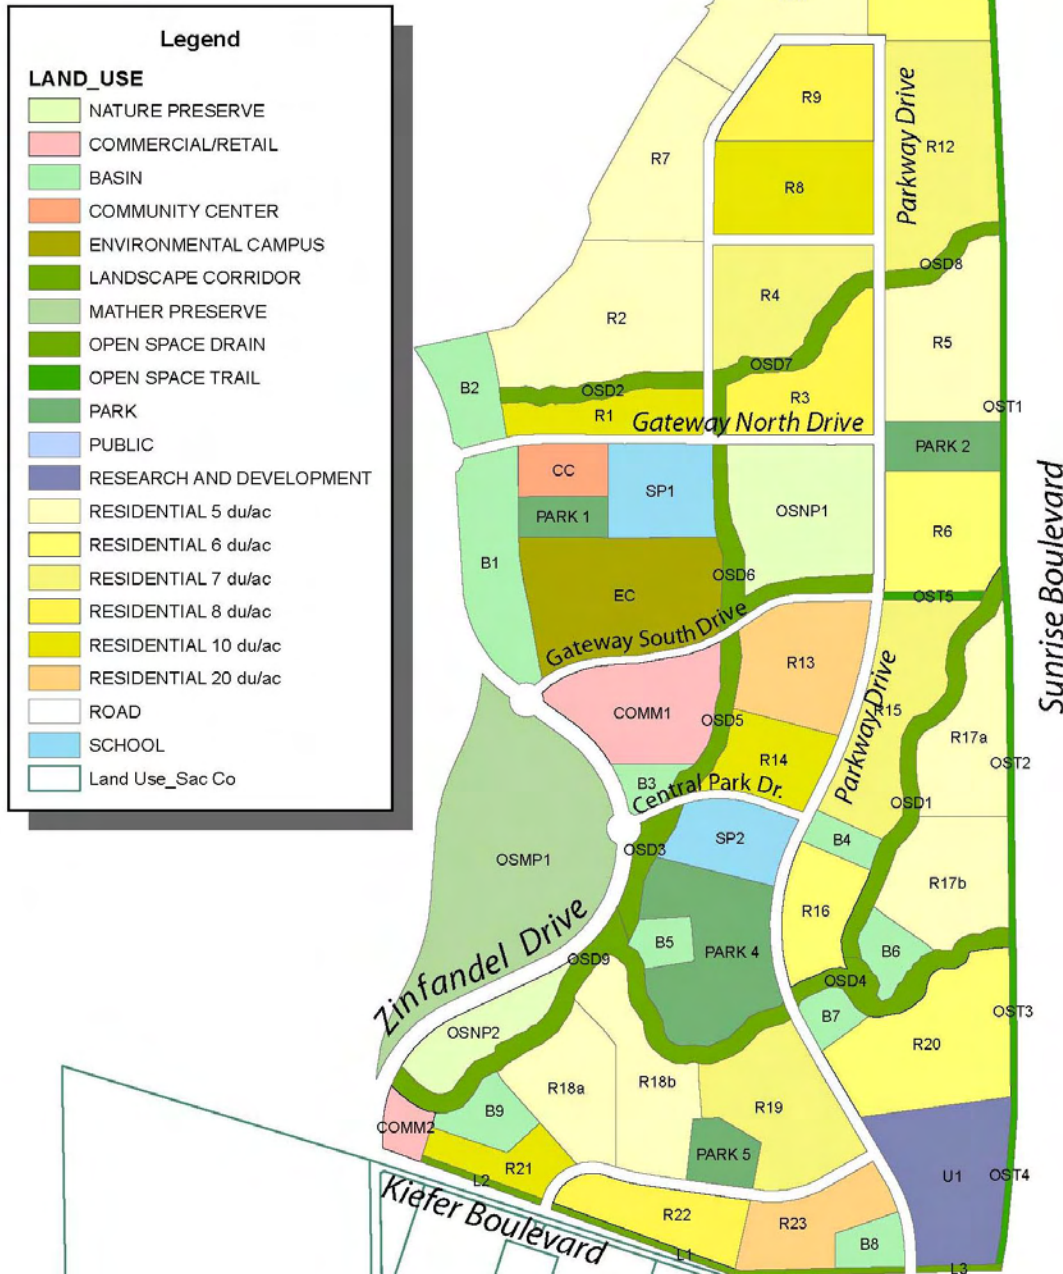 Legend
LAND_USE
NATURE PRESERVE
COMMERCIAL/RETAIL
BASIN
COMMUNITY CENTER
ENVIRONMENTAL CAMPUS
LANDSCAPE CORRIDOR
MATHER PRESERVE
OPEN SPACE DRAIN
OPEN SPACE TRAIL
PARK
PUBLIC
RESEARCH AND DEVELOPMENT
RESIDENTIAL 5 du/ac
RESIDENTIAL 6 du/ac
RESIDENTIAL 7 du/ac
RESIDENTIAL 8 du/ac
RESIDENTIAL 10 du/ac
RESIDENTIAL 20 du/ac
ROAD
SCHOOL
Land Use_Sac Co
R9
Parkway Drive
R12
R7
R8
OSD8
R4
R2
R5
OSD7
B2
OSD2
R3
OST1
R1
Gateway North Drive
PARK 2
CC
SP1
PARK 1
OSNP1
R6
Sunrise Boulevard
B1
OSD6
EC
OST5
Gateway South Drive
R13
Parkway Drive
R15
COMM1
OSD5
R17a
R14
OST2
B3
Central Park Dr.
OSD1
SP2
B4
OSD3
OSMP1
R17b
R16
Zinfandel Drive
B5
PARK 4
B6
OSD9
OSD4
B7
OST3
OSNP2
R20
R18a
R18b
B9
R19
COMM2
PARK 5
R21
U1
OST4
L2
Kiefer Boulevard
R22
R23
B8
L1
L3